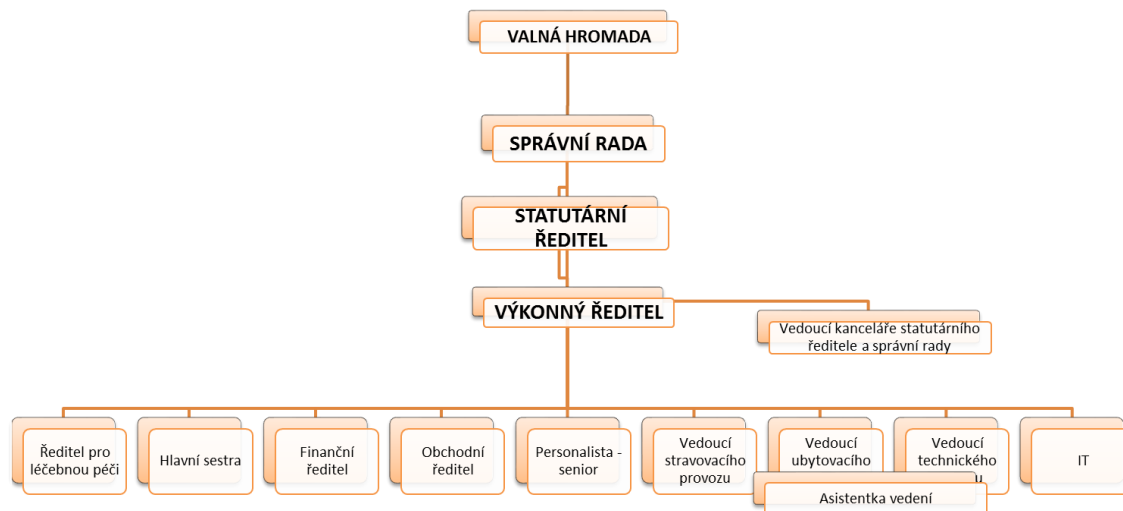 VALNÁ HROMADA
SPRÁVNÍ RADA
STATUTÁRNÍ
ŘEDITEL
VÝKONNÝ ŘEDITEL
Vedoucí kanceláře statutárního
ředitele a správní rady
Ředitel pro
léčebnou péči
Hlavní sestra
Finanční
ředitel
Obchodní
ředitel
Personalista -
senior
Vedoucí
stravovacího
provozu
Vedoucí
ubytovacího
Vedoucí
technického
IT
Asistentka vedení